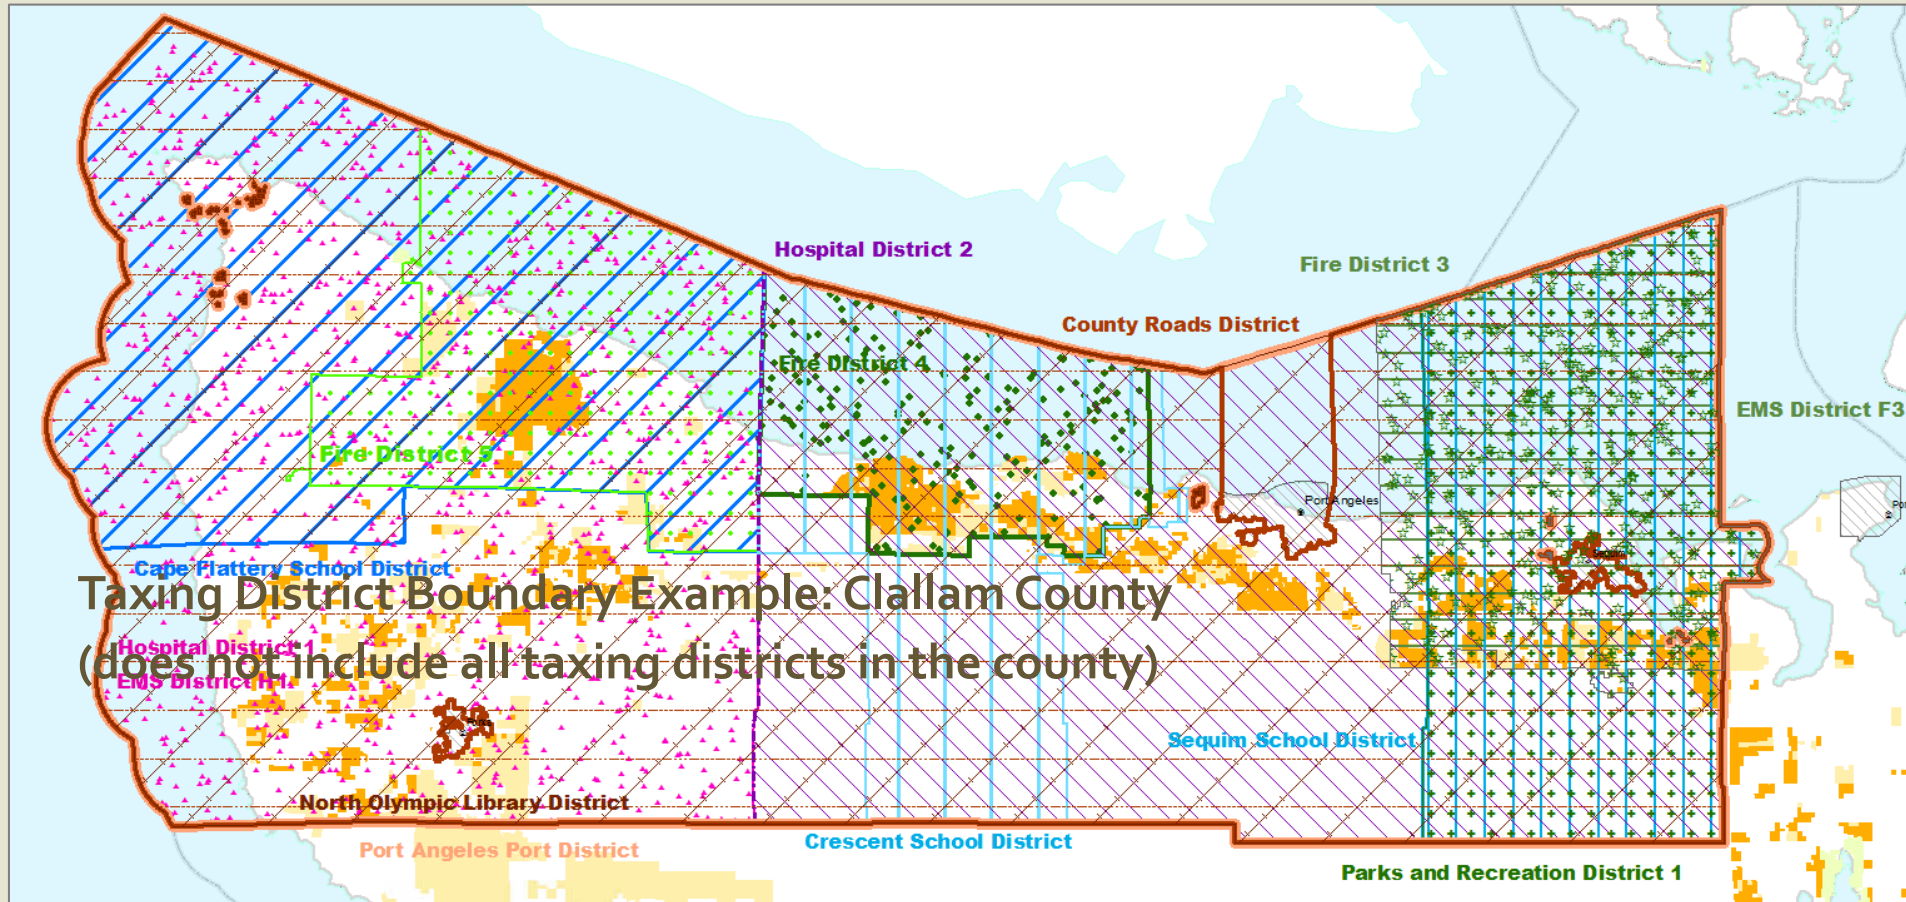 Hospital District 2
Fire District 3
County Roads District
Fire District 4
EMS District F3
Fire District 5
Port Angeles
Por
Sequim
Cape Flattery School District
Taxing District Boundary Example: Clallam County
Hospital District 1
(does not include all taxing districts in the county)
EMS District H1
Forks
Sequim School District
North Olympic Library District
Crescent School District
Port Angeles Port District
Parks and Recreation District 1